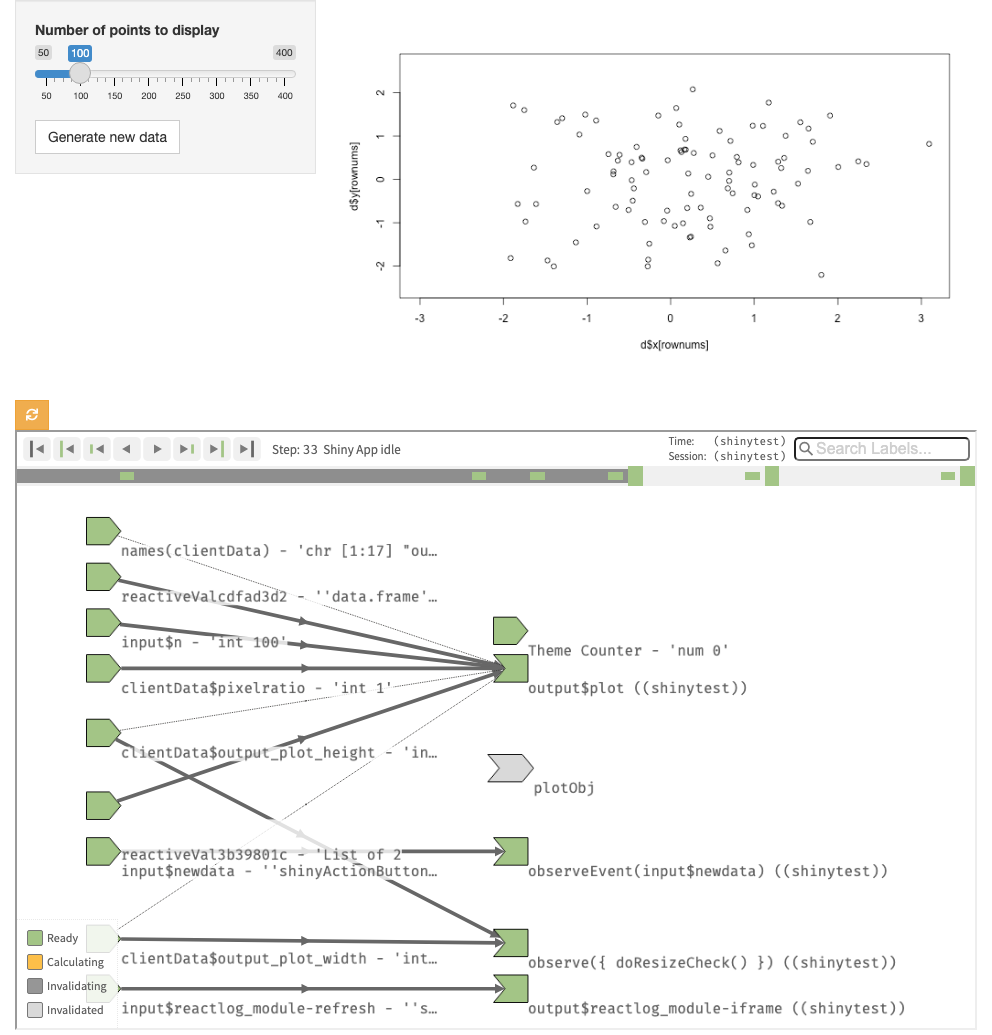 Number of points to display
50 100 400
50 100 150 200 250 300 350 400
Generate new data
d$y[rownums]
2
1
0
-1
-2
-3 -2 -1 0 1 2 3
d$x[rownums]
Step: 33 Shiny App idle
Time: (shinytest)
Session: (shinytest)
Search Labels...
names(clientData) - 'chr [1:17] "ou…
reactiveValcdfad3d2 - ''data.frame'…
input$n - 'int 100'
Theme Counter - 'num 0'
clientData$pixelratio - 'int 1'
output$plot ((shinytest))
clientData$output_plot_height - 'in…
plotObj
reactiveVal3b39801c - 'List of 2
input$newdata - ''shinyActionButton…
observeEvent(input$newdata) ((shinytest))
Ready
Calculating
Invalidating
Invalidated
clientData$output_plot_width - 'int…
observe({ doResizeCheck() }) ((shinytest))
input$reactlog_module-refresh - ''s…
output$reactlog_module-iframe ((shinytest))